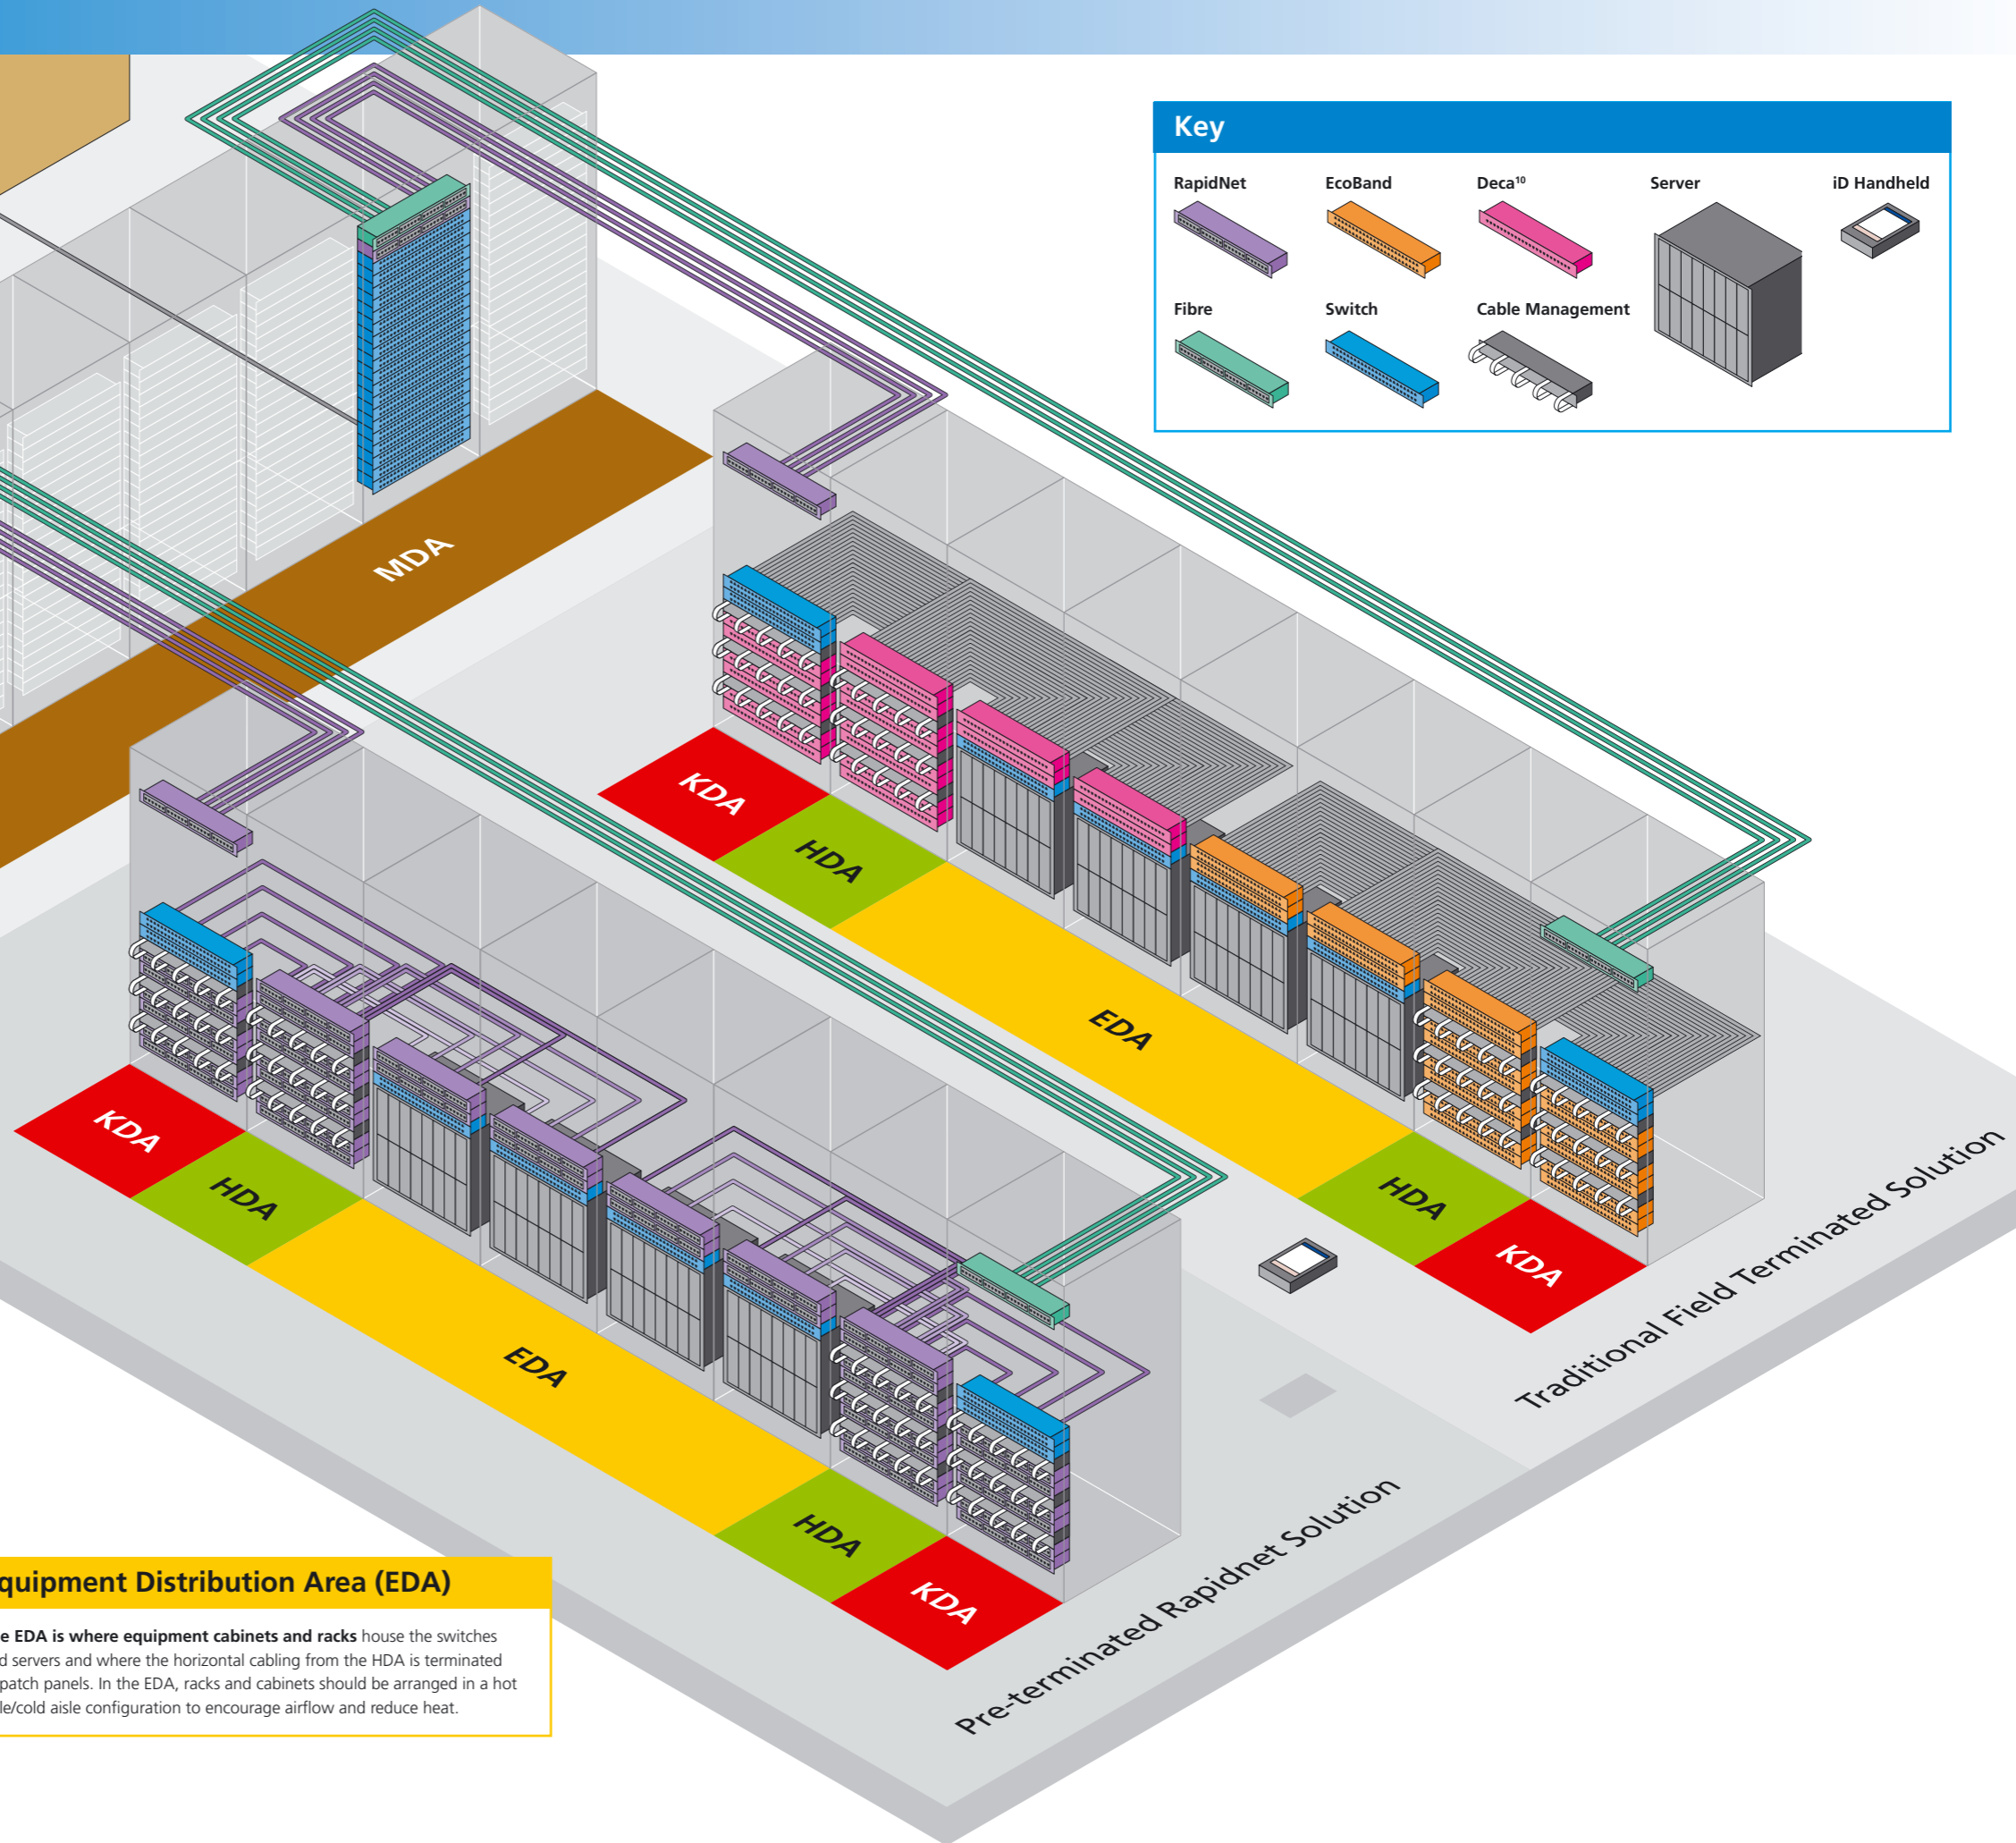 Key
RapidNet
EcoBand
Deca¹⁰
Server
iD Handheld
Fibre
Switch
Cable Management
MDA
KDA
HDA
EDA
HDA
KDA
Traditional Field Terminated Solution
KDA
HDA
EDA
HDA
KDA
Pre-terminated Rapidnet Solution
quipment Distribution Area (EDA)
e EDA is where equipment cabinets and racks house the switches
d servers and where the horizontal cabling from the HDA is terminated
patch panels. In the EDA, racks and cabinets should be arranged in a hot
le/cold aisle configuration to encourage airflow and reduce heat.